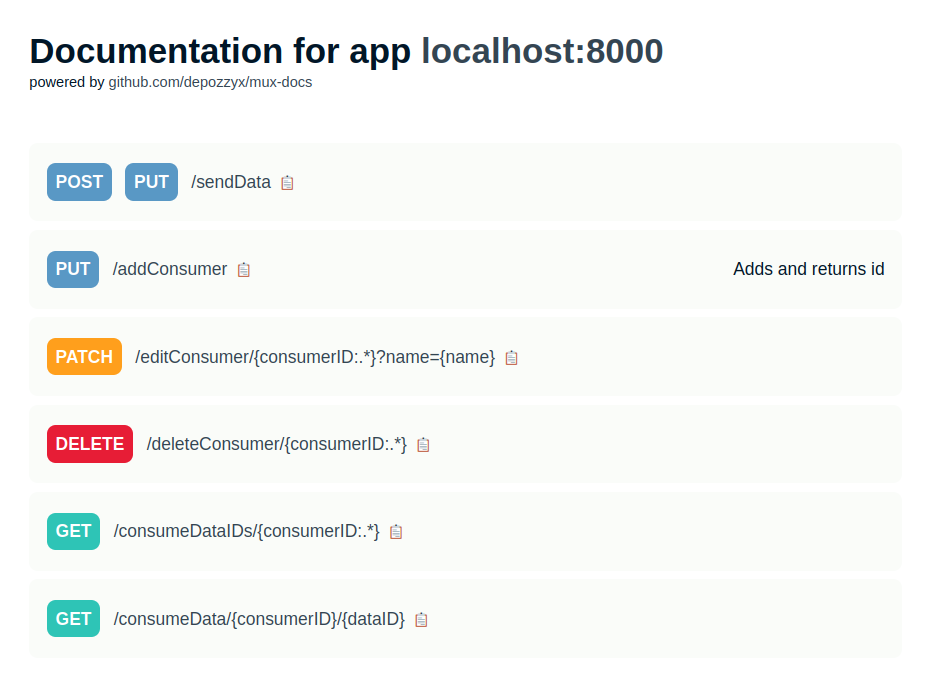 Documentation for app localhost:8000
powered by github.com/depozzyx/mux-docs
POST PUT /sendData
PUT /addConsumer Adds and returns id
PATCH /editConsumer/{consumerID:.*}?name={name}
DELETE /deleteConsumer/{consumerID:.*}
GET /consumeDataIDs/{consumerID:.*}
GET /consumeData/{consumerID}/{dataID}